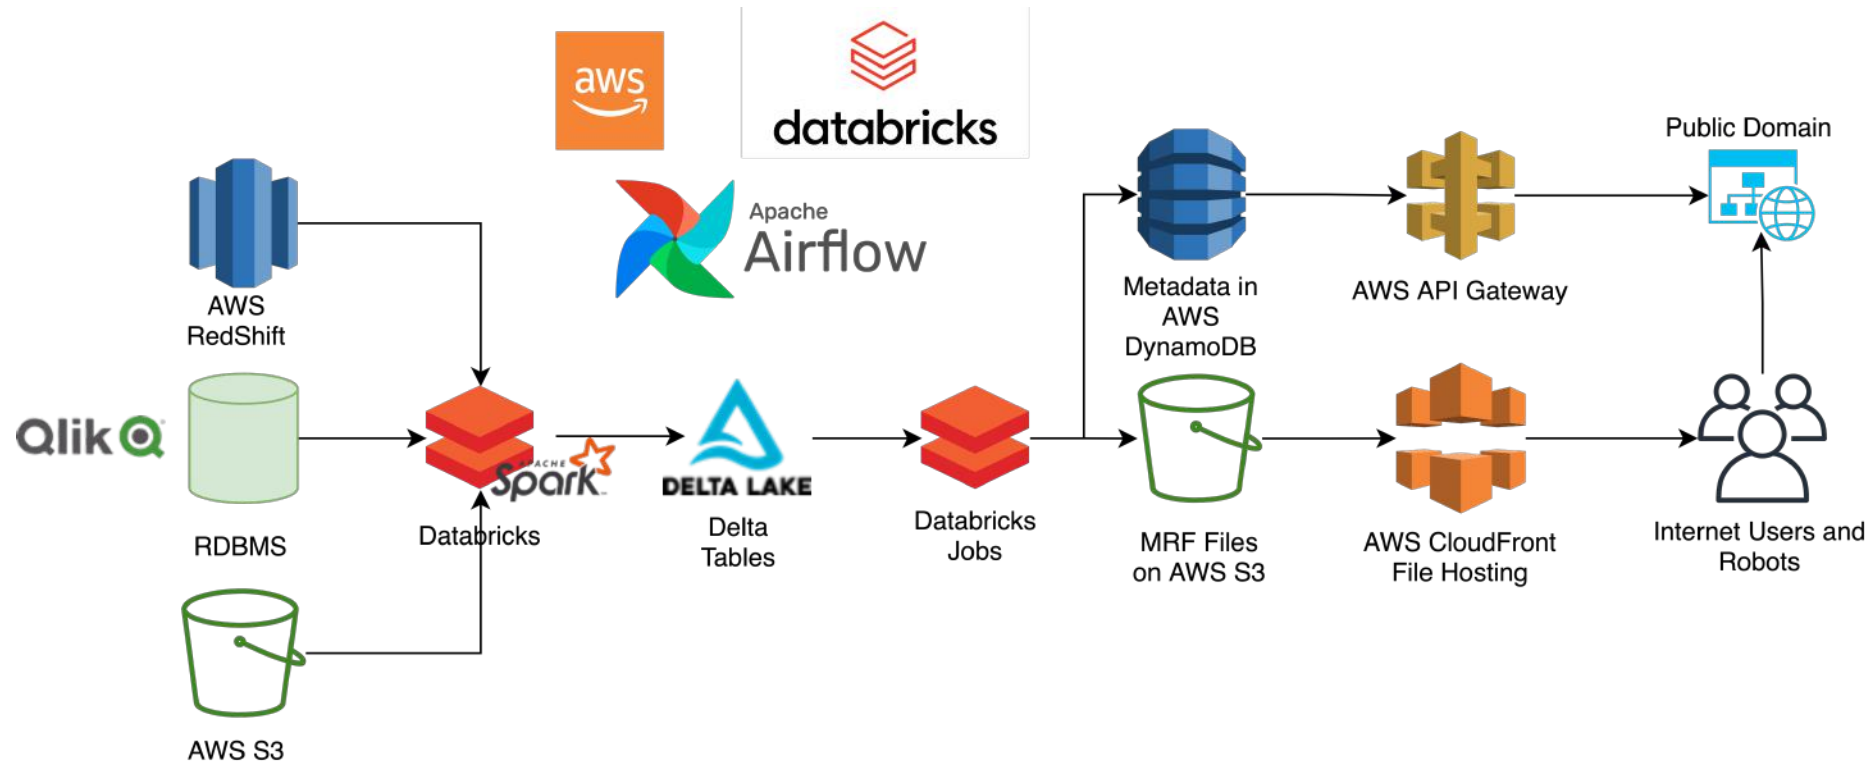 aws
databricks
Apache
Airflow
AWS
RedShift
Qlik
RDBMS
AWS S3
Databricks
APACHE
Spark
DELTA LAKE
Delta
Tables
Databricks
Jobs
Metadata in
AWS
DynamoDB
MRF Files
on AWS S3
AWS API Gateway
AWS CloudFront
File Hosting
Public Domain
Internet Users and
Robots